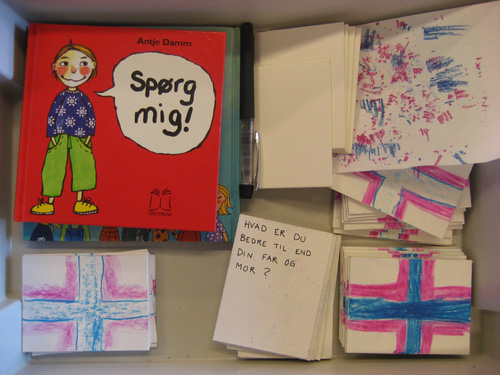 Antje Damm
Spørg
mig!
HVAD ER DU
BEDRE TIL END
DIN FAR OG
MOR ?